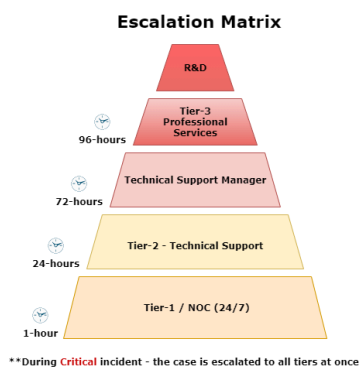 Escalation Matrix
R&D
Tier-3
Professional
Services
96-hours
Technical Support Manager
72-hours
Tier-2 - Technical Support
24-hours
Tier-1 / NOC (24/7)
1-hour
**During Critical incident - the case is escalated to all tiers at once